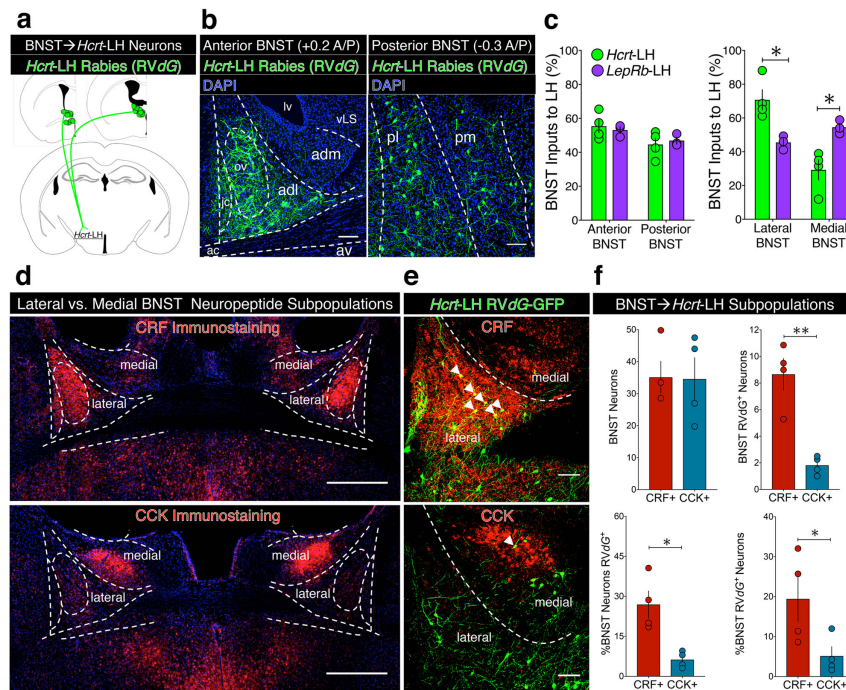 a
BNST→Hcrt-LH Neurons
Hcrt-LH Rabies (RVdG)
Hcrt-LH
b
Anterior BNST (+0.2 A/P)
Hcrt-LH Rabies (RVdG)
DAPI
lv
vLS
adm
ov
adl
ac
av
Posterior BNST (-0.3 A/P)
Hcrt-LH Rabies (RVdG)
DAPI
pl
pm
c
BNST Inputs to LH (%)
100
80
60
40
20
0
Anterior
BNST
Posterior
BNST
Hcrt-LH
LepRb-LH
BNST Inputs to LH (%)
100
80
60
40
20
0
*
*
Lateral
BNST
Medial
BNST
d
Lateral vs. Medial BNST Neuropeptide Subpopulations
CRF Immunostaining
medial
lateral
medial
lateral
CCK Immunostaining
medial
lateral
medial
lateral
e
Hcrt-LH RVdG-GFP
CRF
medial
lateral
CCK
medial
lateral
f
BNST→Hcrt-LH Subpopulations
BNST Neurons
50
40
30
20
10
0
CRF+ CCK+
BNST RVdG+ Neurons
12
10
8
6
4
2
0
**
CRF+ CCK+
%BNST Neurons RVdG+
60
45
30
15
0
*
CRF+ CCK+
%BNST RVdG+ Neurons
40
30
20
10
0
*
CRF+ CCK+